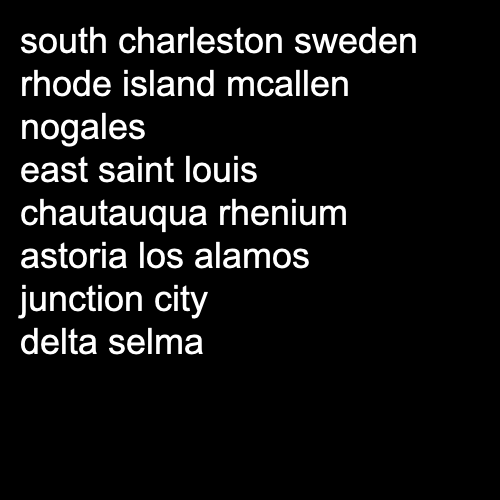 south charleston sweden
rhode island mcallen
nogales
east saint louis
chautauqua rhenium
astoria los alamos
junction city
delta selma